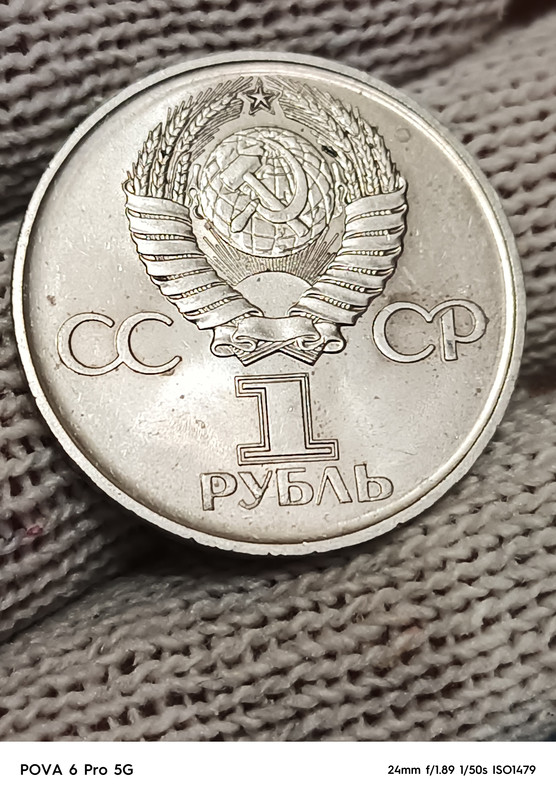 СС СР
1
РУБЛЬ
POVA 6 Pro 5G
24mm f/1.89 1/50s ISO1479